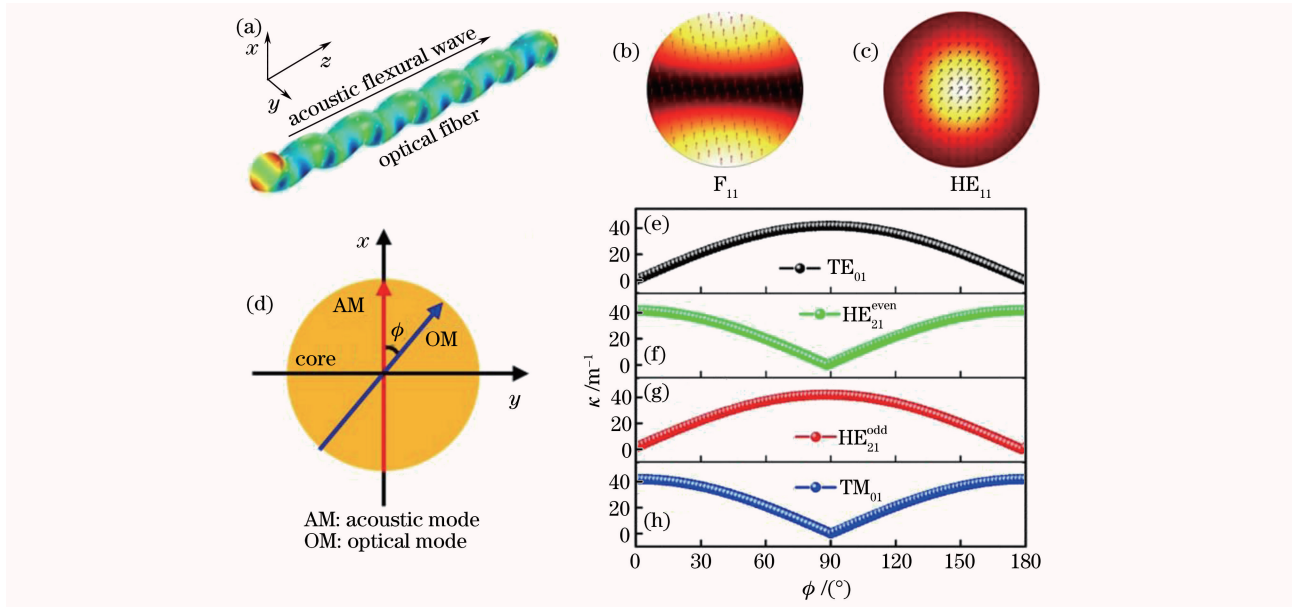 (a)
x
z
y
acoustic flexural wave
optical fiber
(b)
F₁₁
(c)
HE₁₁
(d)
x
AM
ϕ
OM
core
y
AM: acoustic mode
OM: optical mode
κ /m⁻¹
(e)
40
20
0
TE₀₁
(f)
40
20
0
HE₂₁ᵉᵛᵉⁿ
(g)
40
20
0
HE₂₁ᵒᵈᵈ
(h)
40
20
0
TM₀₁
0 30 60 90 120 150 180
ϕ /(°)